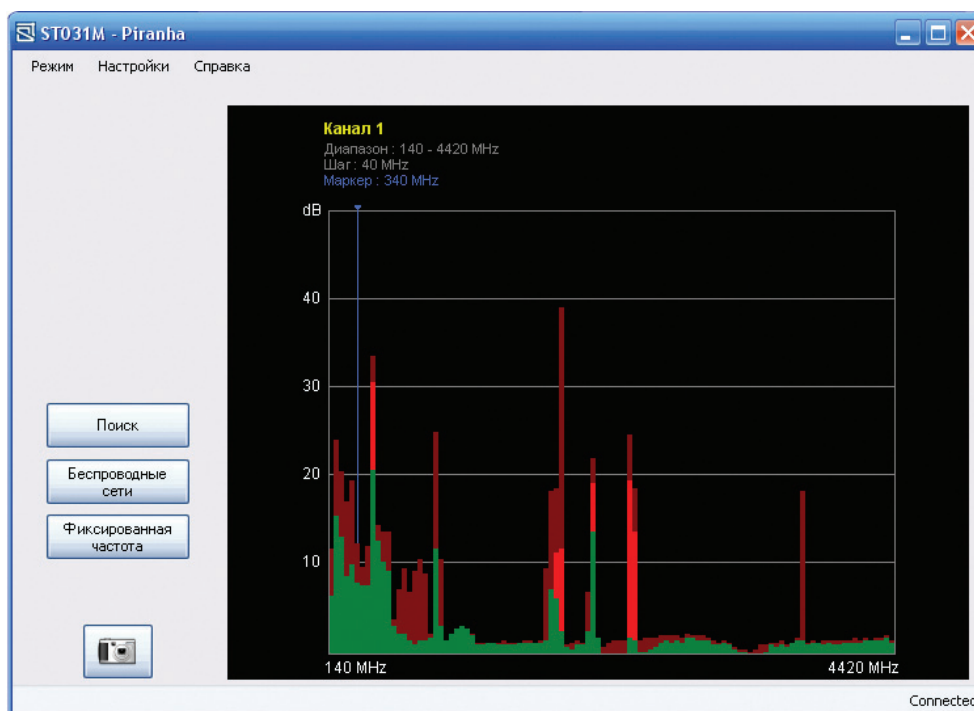 ST031M - Piranha
Режим Настройки Справка
Канал 1
Диапазон : 140 - 4420 MHz
Шаг : 40 MHz
Маркер : 340 MHz
dB
40
30
20
10
140 MHz 4420 MHz
Поиск
Беспроводные
сети
Фиксированная
частота
Connected